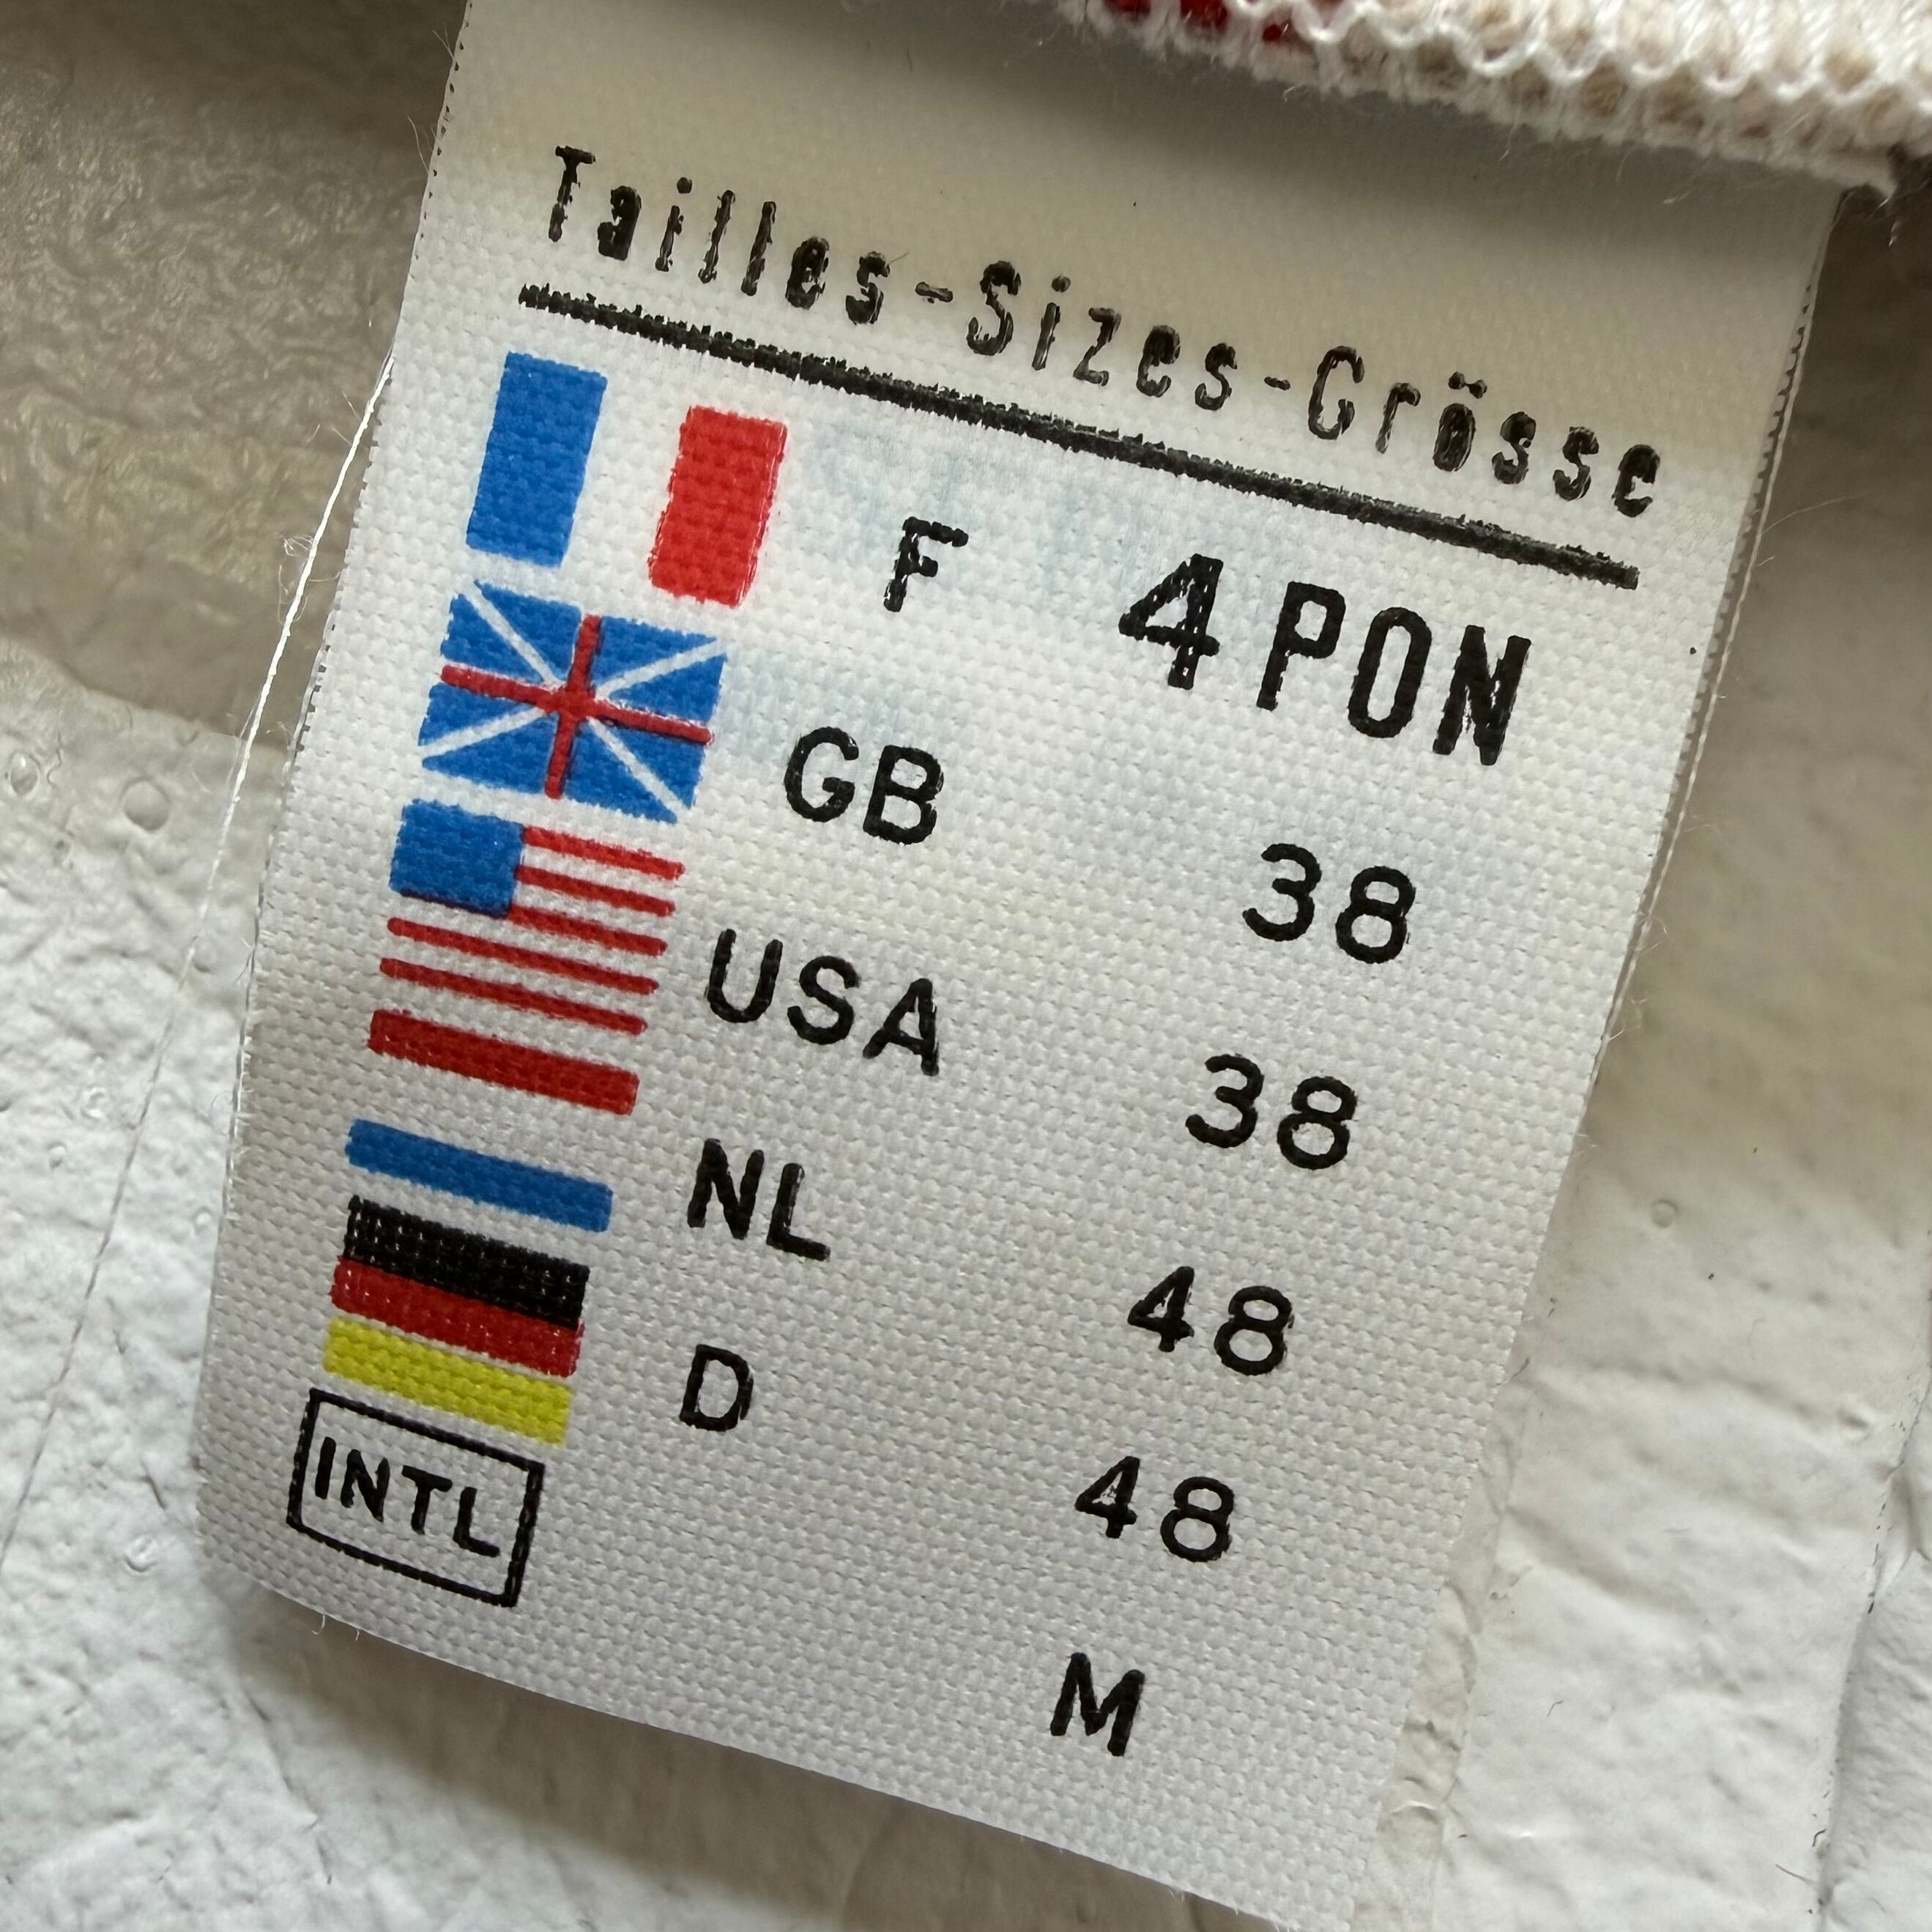 Tailles-Sizes-Grösse
F 4 PON
GB 38
USA 38
NL 48
D 48
INTL M